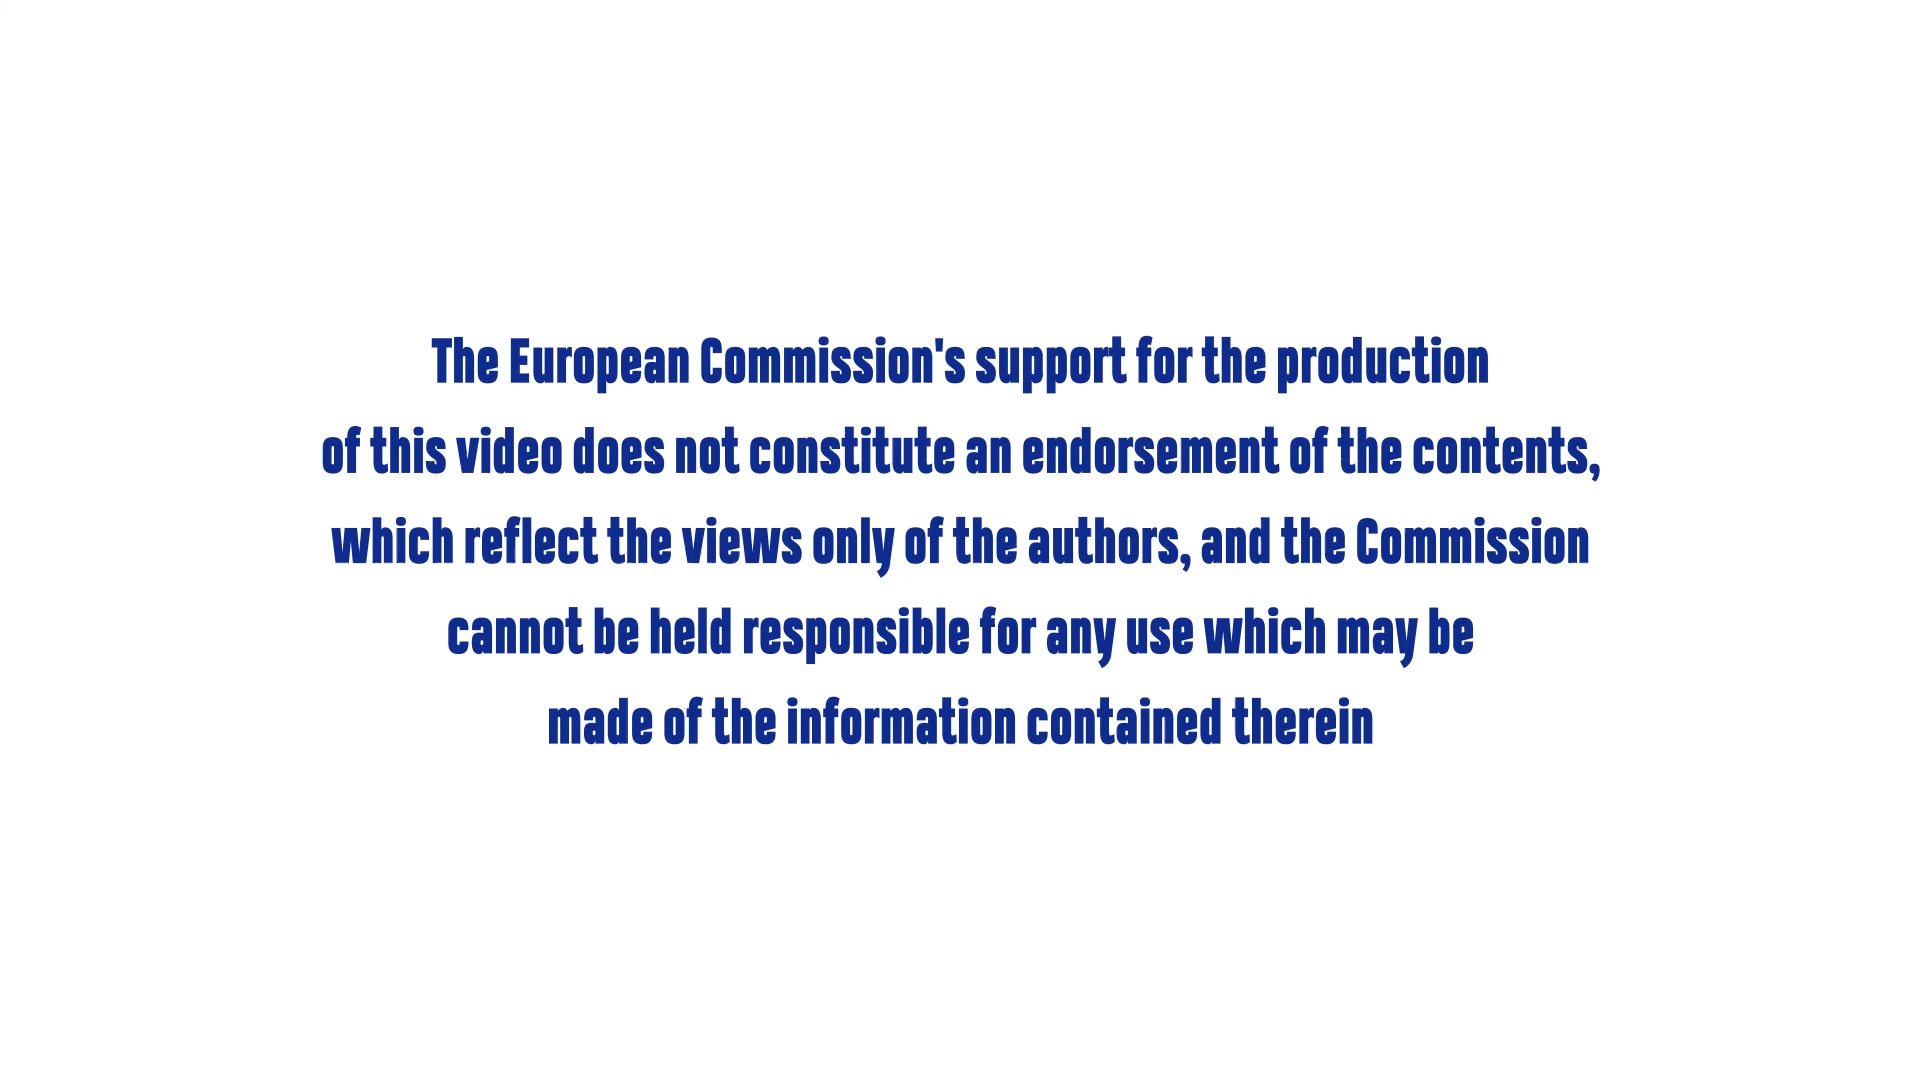 The European Commission's support for the production
of this video does not constitute an endorsement of the contents,
which reflect the views only of the authors, and the Commission
cannot be held responsible for any use which may be
made of the information contained therein